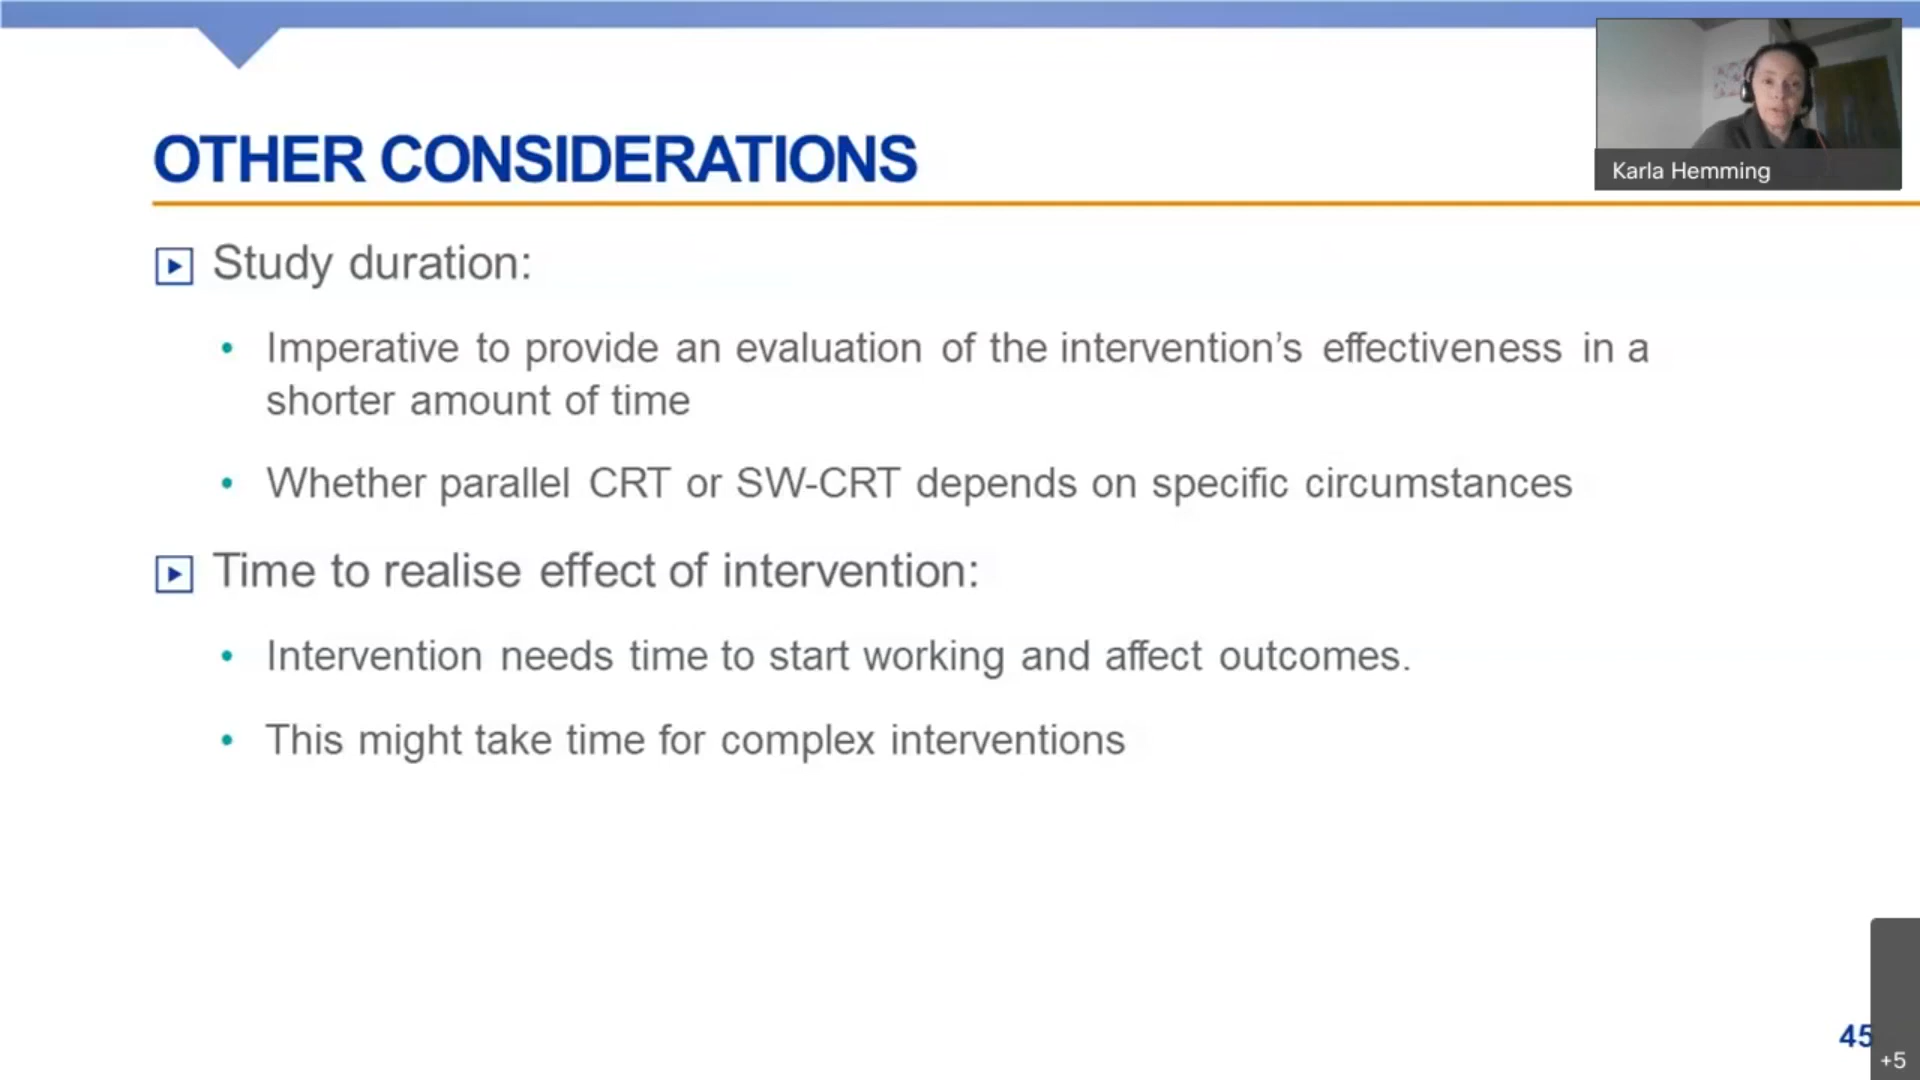 Karla Hemming
OTHER CONSIDERATIONS
Study duration:
Imperative to provide an evaluation of the intervention’s effectiveness in a
shorter amount of time
Whether parallel CRT or SW-CRT depends on specific circumstances
Time to realise effect of intervention:
Intervention needs time to start working and affect outcomes.
This might take time for complex interventions
45
+5